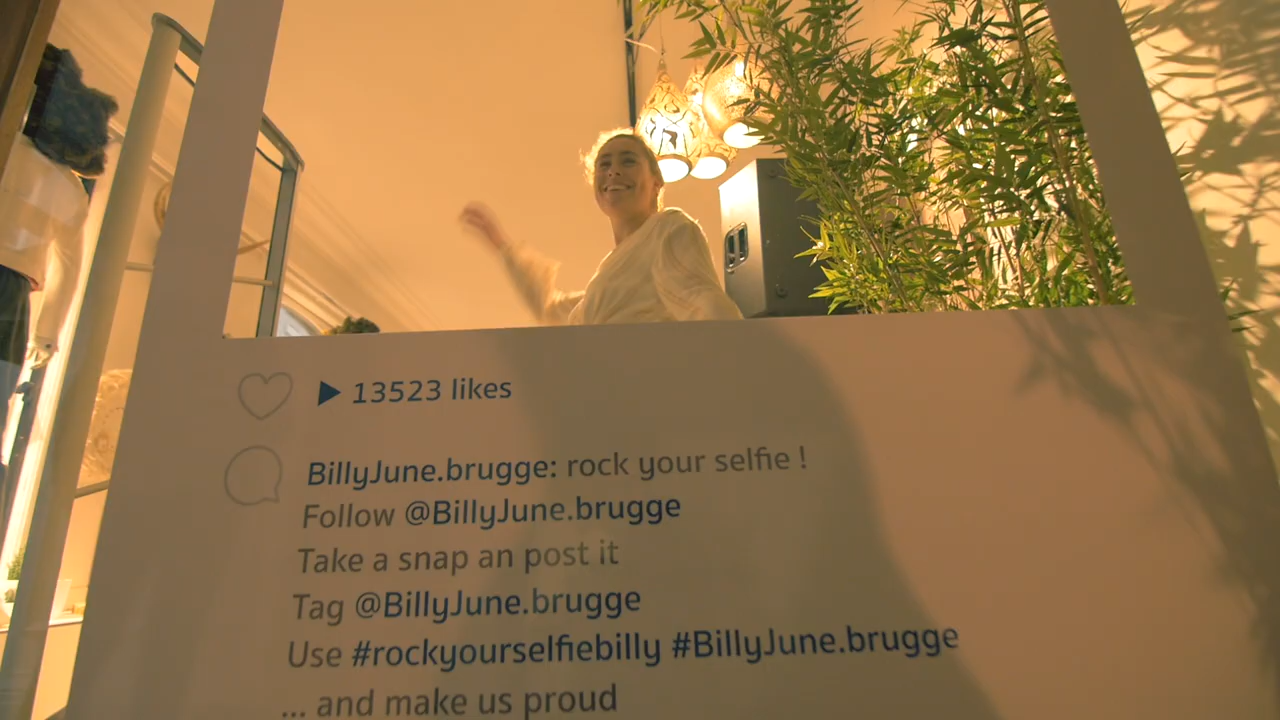 ▶ 13523 likes
BillyJune.brugge: rock your selfie !
Follow @BillyJune.brugge
Take a snap an post it
Tag @BillyJune.brugge
Use #rockyourselfiebilly #BillyJune.brugge
... and make us proud